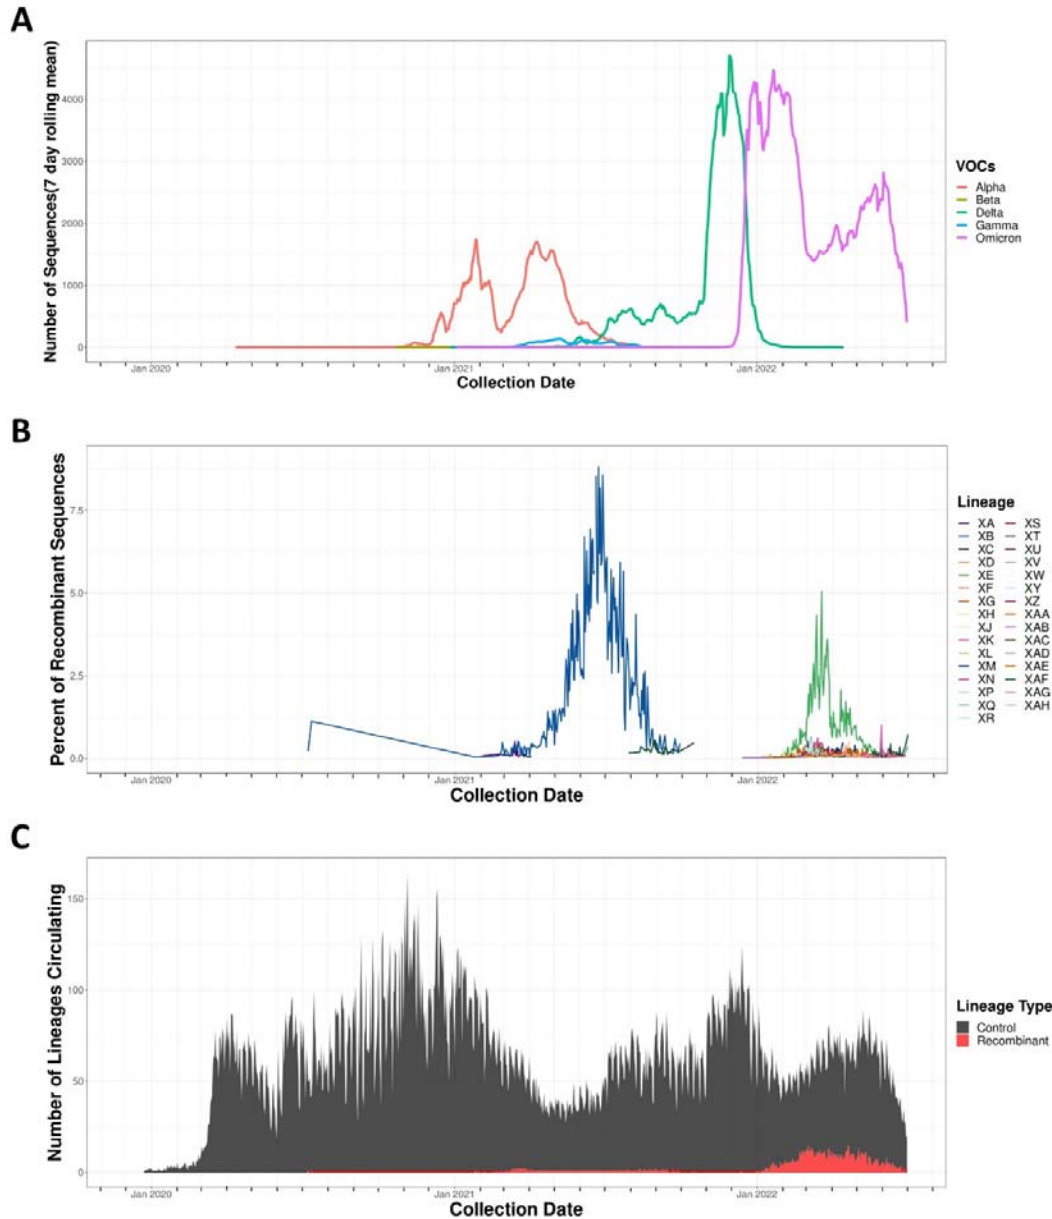 A
Number of Sequences(7 day rolling mean)
4000
3000
2000
1000
0
Jan 2020
Jan 2021
Jan 2022
Collection Date
VOCs
Alpha
Beta
Delta
Gamma
Omicron
B
Percent of Recombinant Sequences
7.5
5.0
2.5
0.0
Jan 2020
Jan 2021
Jan 2022
Collection Date
Lineage
XA XS
XB XT
XC XU
XD XV
XE XW
XF XY
XG XZ
XH XAA
XJ XAB
XK XAC
XL XAD
XM XAE
XN XAF
XP XAG
XQ XAH
XR
C
Number of Lineages Circulating
150
100
50
0
Jan 2020
Jan 2021
Jan 2022
Collection Date
Lineage Type
Control
Recombinant